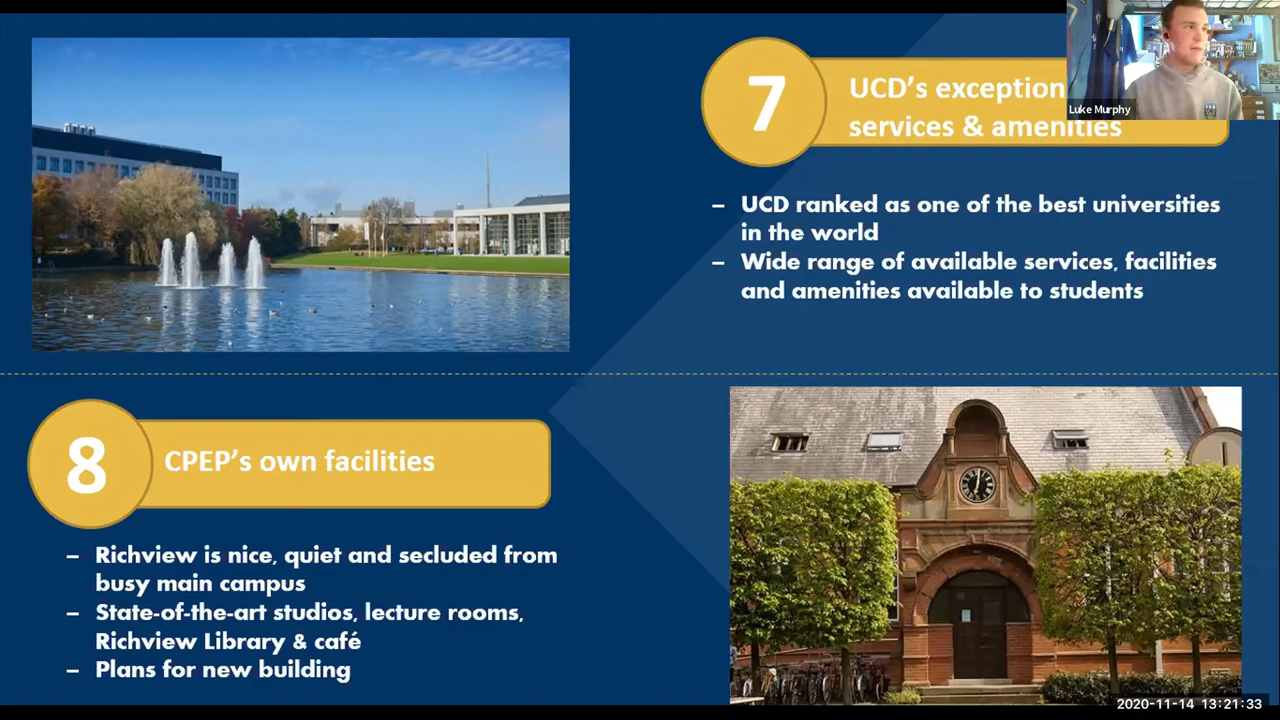 7
UCD's exception
services & amenities
Luke Murphy
– UCD ranked as one of the best universities
in the world
– Wide range of available services, facilities
and amenities available to students
8
CPEP's own facilities
– Richview is nice, quiet and secluded from
busy main campus
– State-of-the-art studios, lecture rooms,
Richview Library & café
– Plans for new building
2020-11-14 13:21:33